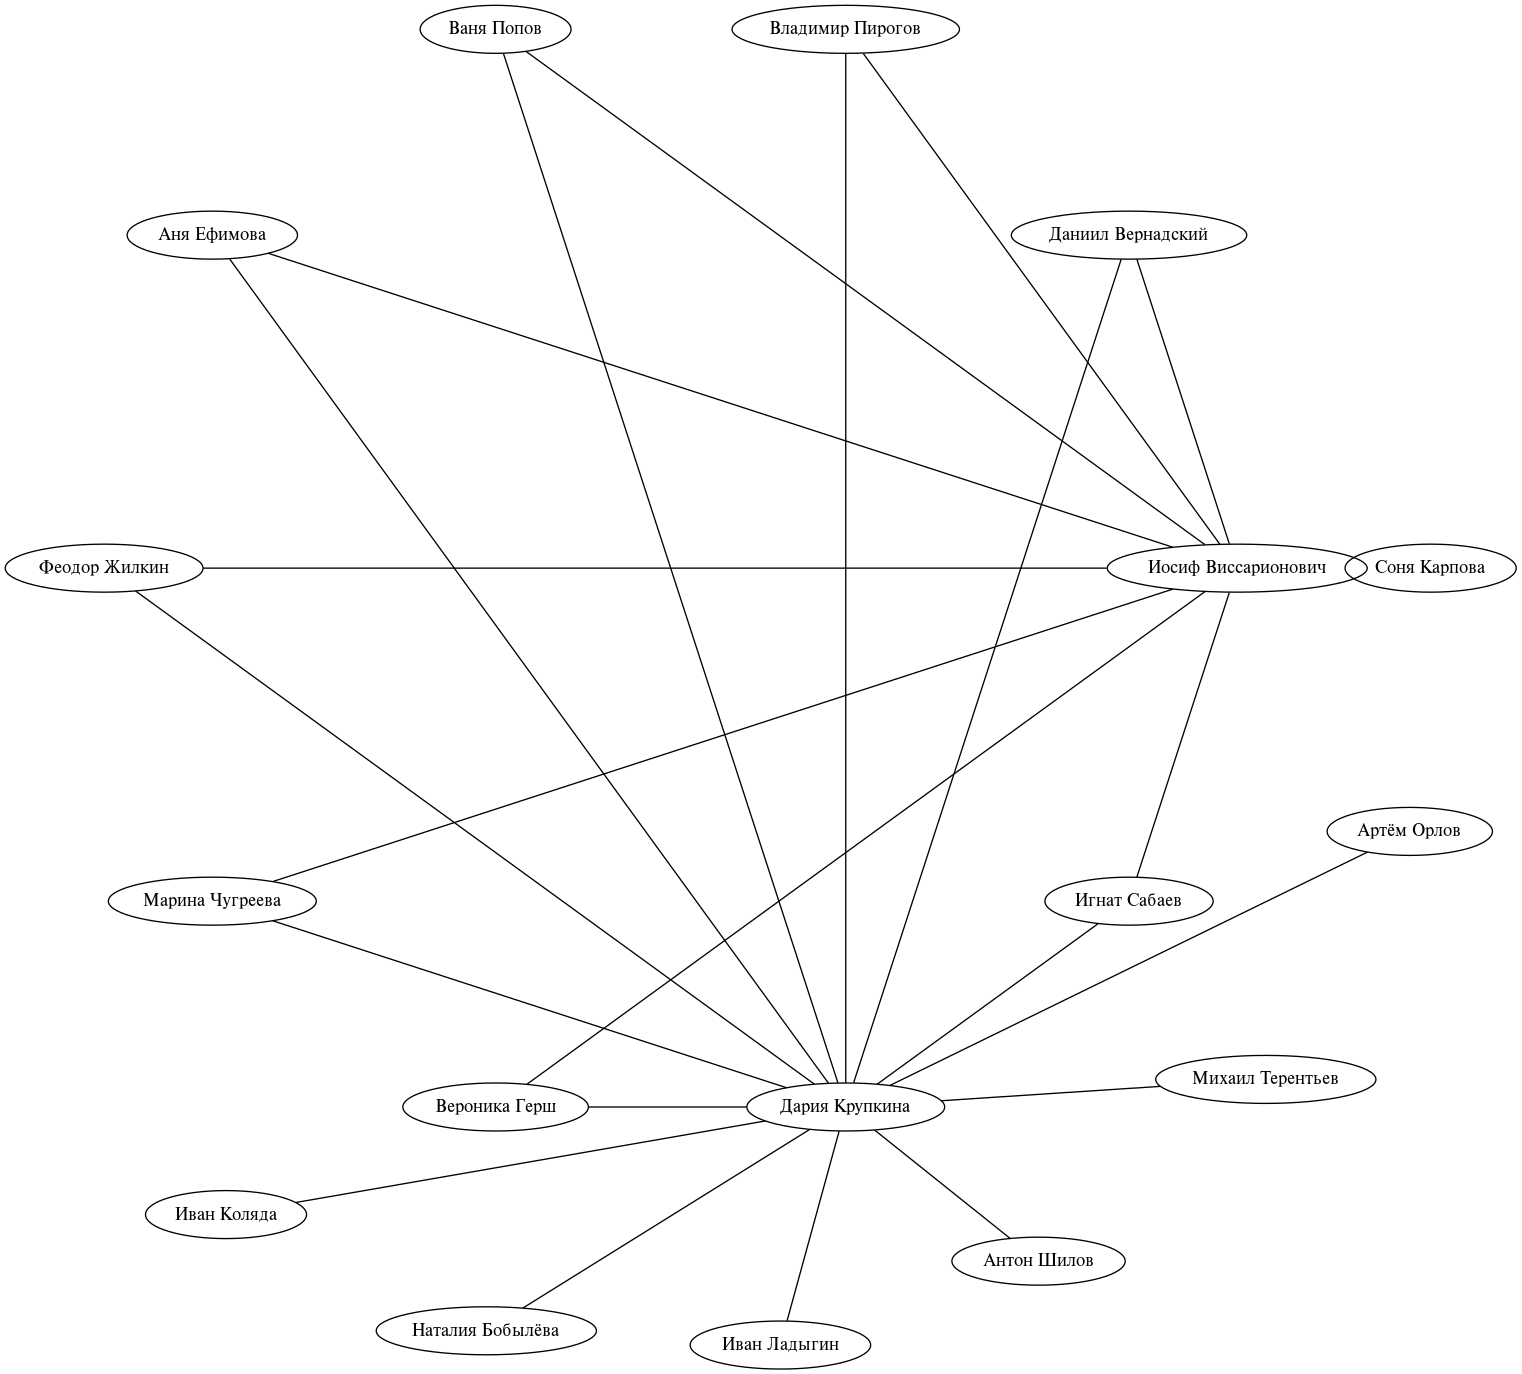 Ваня Попов
Владимир Пирогов
Аня Ефимова
Даниил Вернадский
Феодор Жилкин
Иосиф Виссарионович
Соня Карпова
Артём Орлов
Марина Чугреева
Игнат Сабаев
Михаил Терентьев
Вероника Герш
Дария Крупкина
Иван Коляда
Антон Шилов
Наталия Бобылёва
Иван Ладыгин